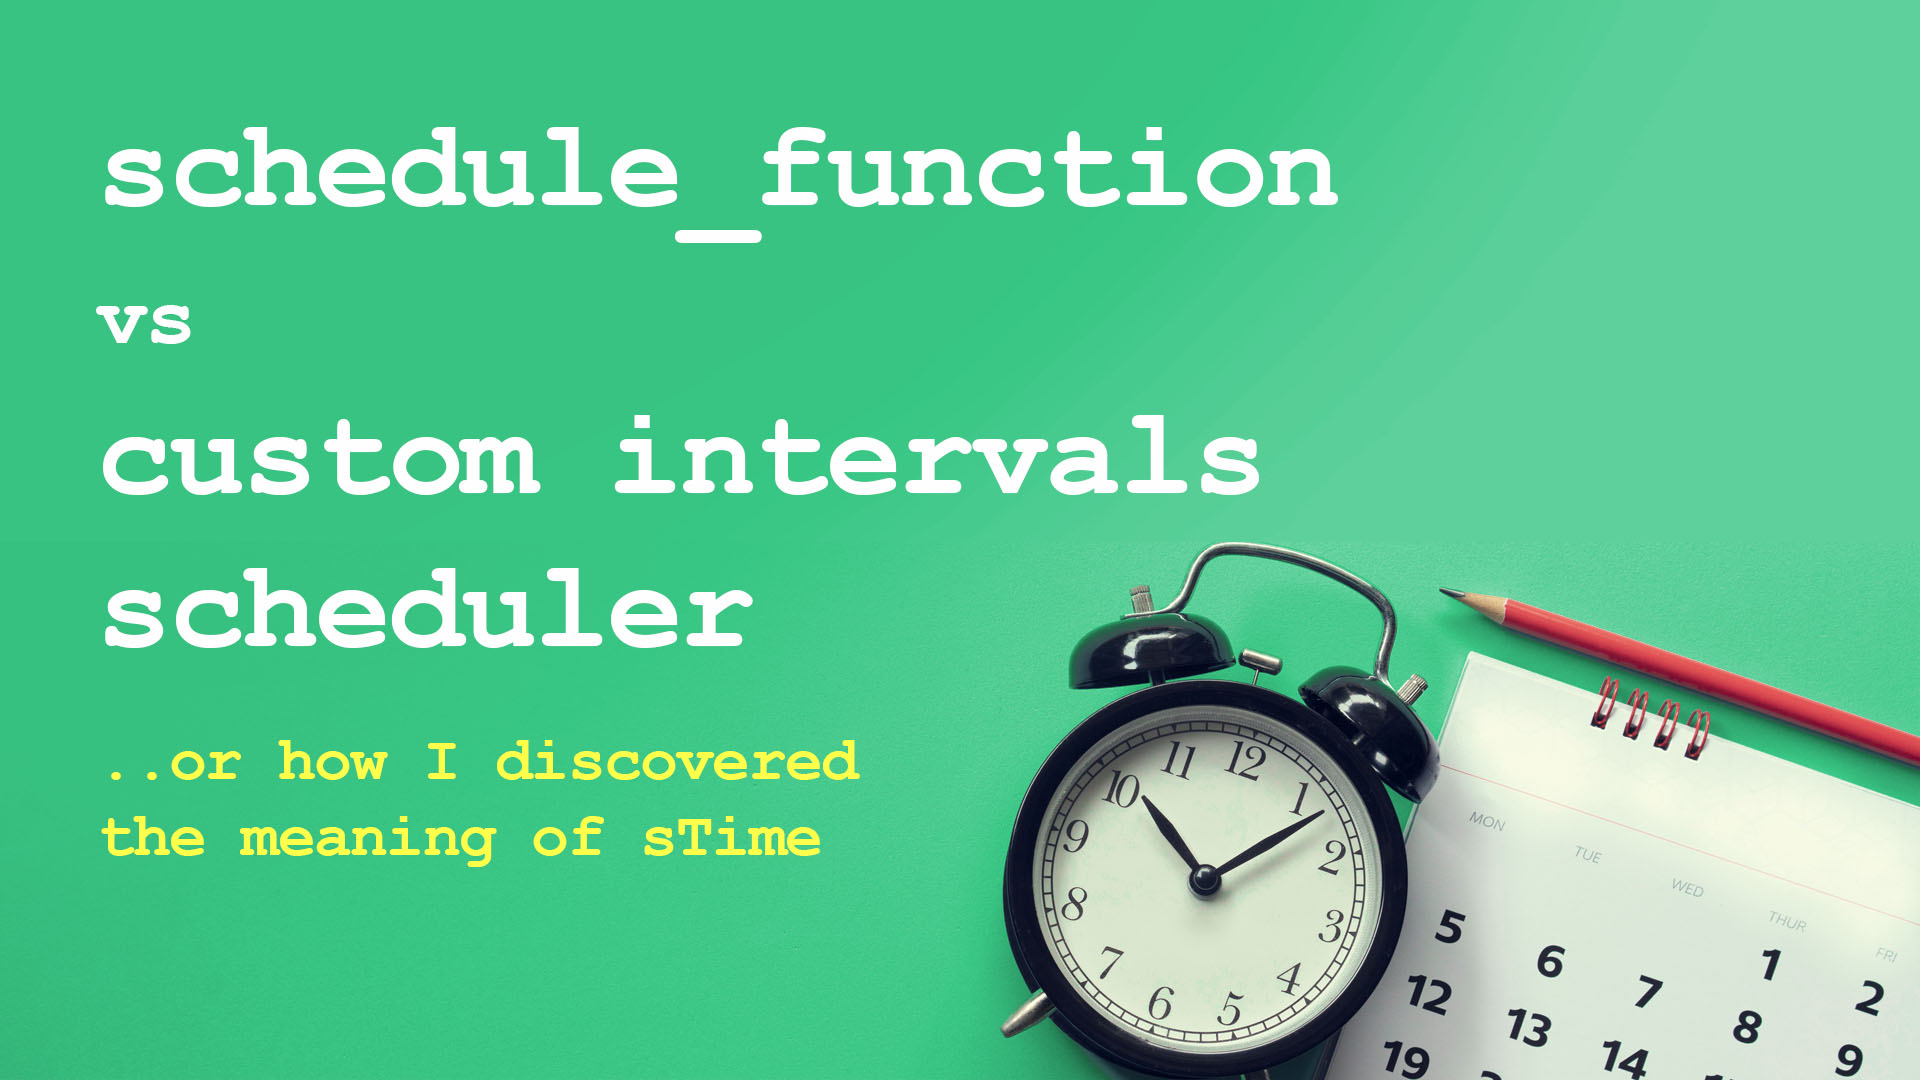 schedule_function
vs
custom intervals
scheduler
..or how I discovered
the meaning of sTime
11 12 1
10 2
9 3
8 4
7 6 5
MON TUE WED THUR FRI
1 2
5 6 7 8 9
12 13 14
19